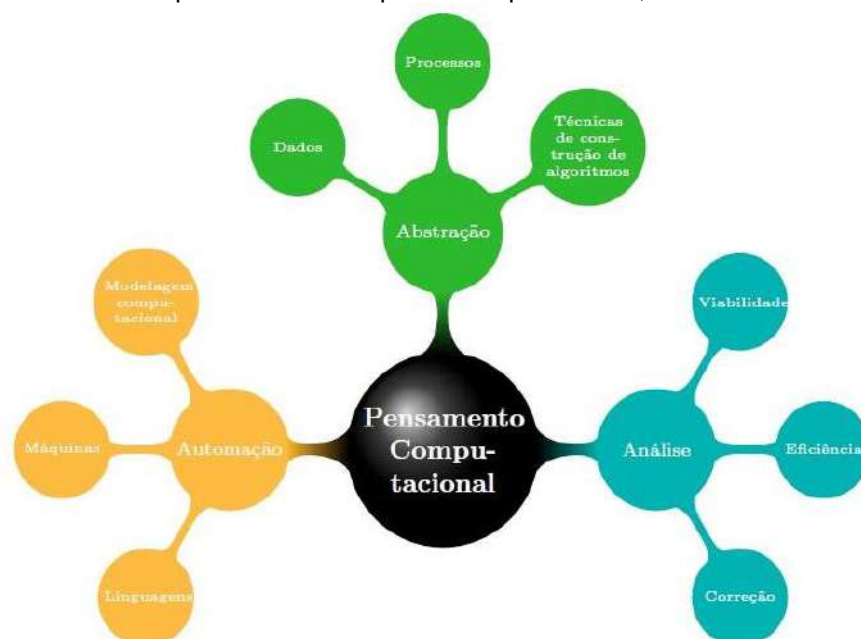 Processos
Dados
Técnicas
de cons-
trução de
algoritmos
Abstração
Modelagem
compu-
tacional
Viabilidade
Pensamento
Compu-
tacional
Máquinas
Automação
Análise
Eficiência
Linguagens
Correção